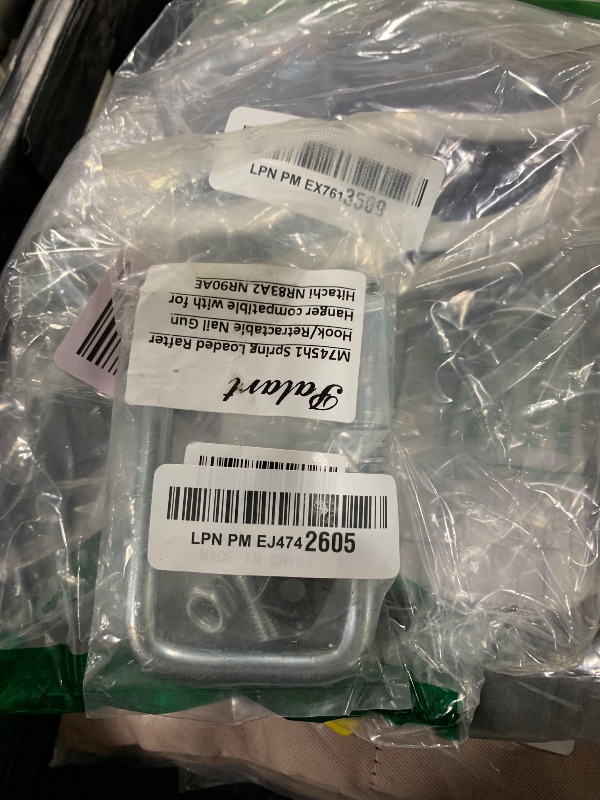 LPN PM EX7613509
Palart
M745h1 Spring Loaded Rafter
Hook/Retractable Nail Gun
Hanger compatible with for
Hitachi NR83A2 NR90AE
LPN PM EJ4742605
MADE IN CHINA